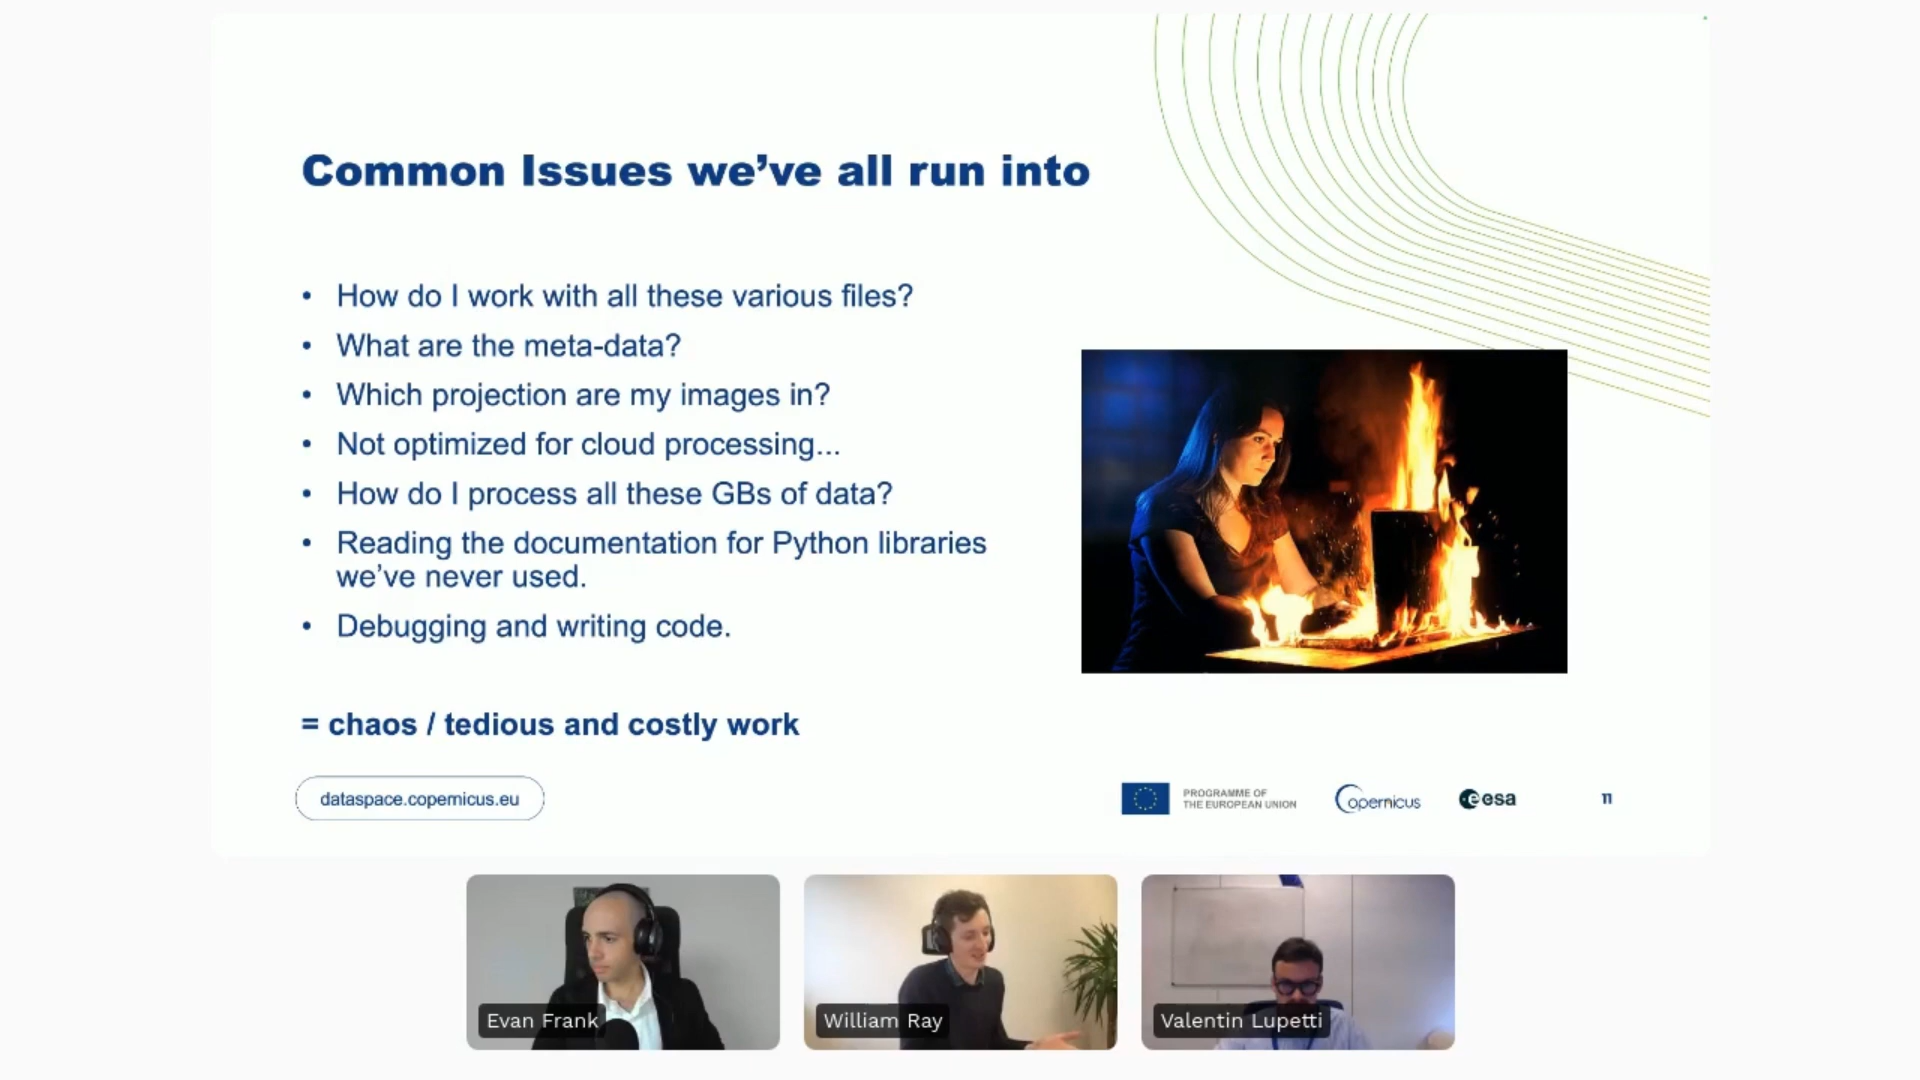 Common Issues we’ve all run into
• How do I work with all these various files?
• What are the meta-data?
• Which projection are my images in?
• Not optimized for cloud processing...
• How do I process all these GBs of data?
• Reading the documentation for Python libraries
we’ve never used.
• Debugging and writing code.
= chaos / tedious and costly work
dataspace.copernicus.eu
PROGRAMME OF
THE EUROPEAN UNION
Copernicus
esa
11
Evan Frank
William Ray
Valentin Lupetti